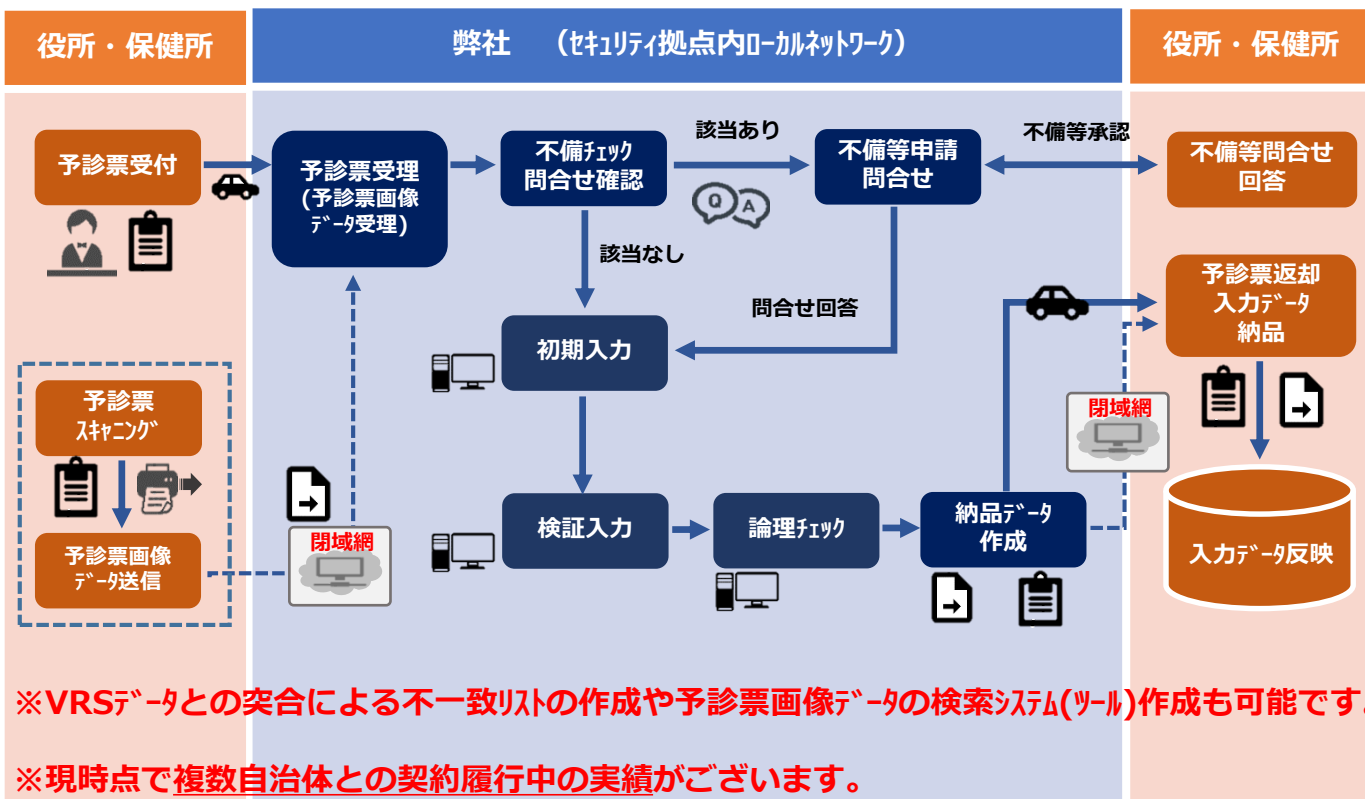 役所・保健所
弊社 （ｾｷｭﾘﾃｨ拠点内ﾛｰｶﾙﾈｯﾄﾜｰｸ）
役所・保健所
予診票受付
予診票受理
(予診票画像
ﾃﾞｰﾀ受理)
不備ﾁｪｯｸ
問合せ確認
該当あり
Q A
不備等申請
問合せ
不備等承認
不備等問合せ
回答
該当なし
問合せ回答
初期入力
予診票返却
入力ﾃﾞｰﾀ
納品
予診票
ｽｷｬﾆﾝｸﾞ
予診票画像
ﾃﾞｰﾀ送信
閉域網
検証入力
論理ﾁｪｯｸ
納品ﾃﾞｰﾀ
作成
閉域網
入力ﾃﾞｰﾀ反映
※VRSﾃﾞｰﾀとの突合による不一致ﾘｽﾄの作成や予診票画像ﾃﾞｰﾀの検索ｼｽﾃﾑ(ﾂｰﾙ)作成も可能です。
※現時点で複数自治体との契約履行中の実績がございます。